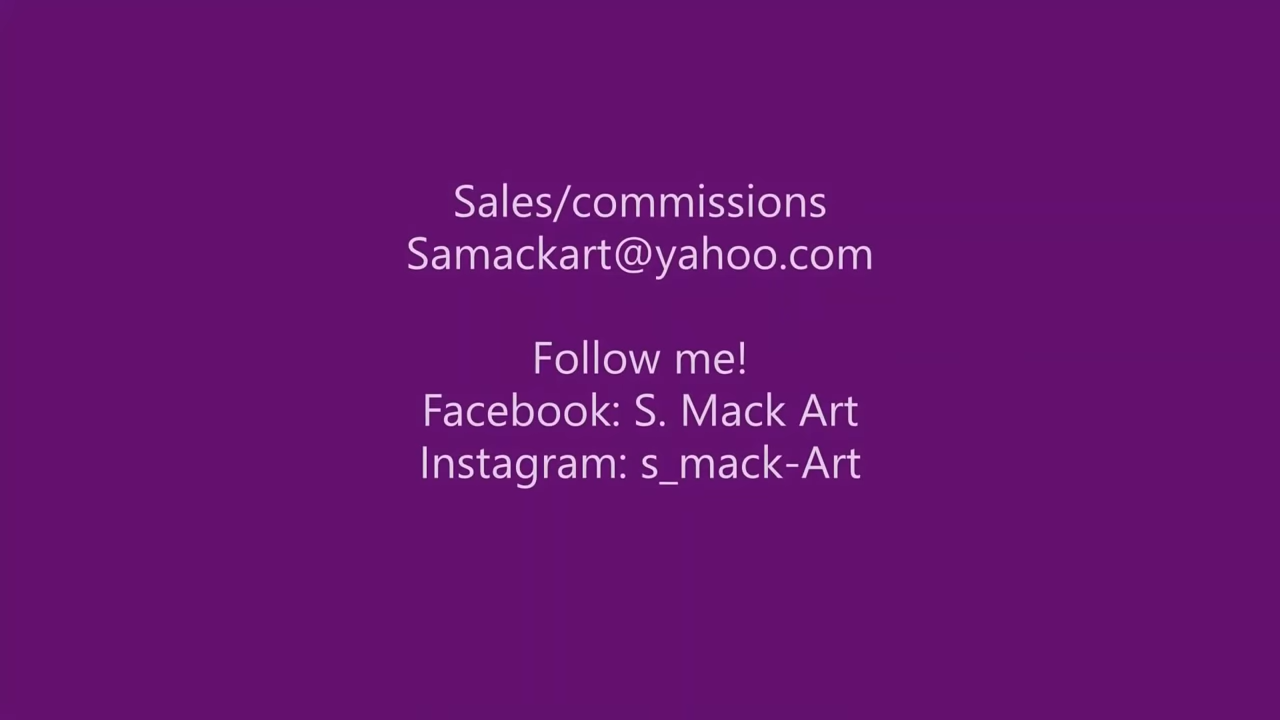 Sales/commissions
Samackart@yahoo.com
Follow me!
Facebook: S. Mack Art
Instagram: s_mack-Art